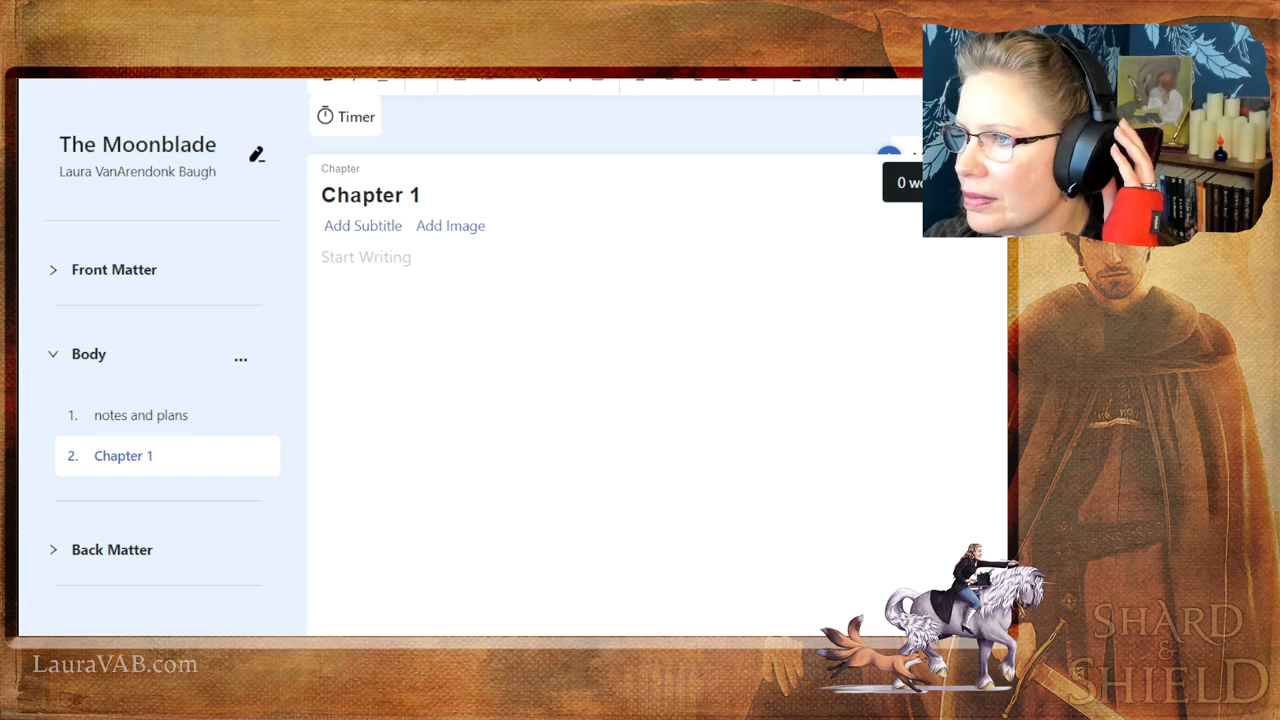 The Moonblade
Laura VanArendonk Baugh
Front Matter
Body
...
1. notes and plans
2. Chapter 1
Back Matter
Timer
Chapter
Chapter 1
Add Subtitle Add Image
Start Writing
0
LauraVAB.com
SHARD
&
SHIELD